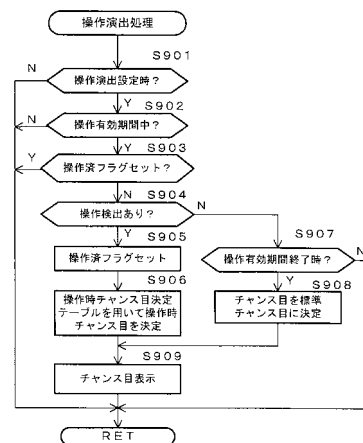 操作演出処理
S901
N
操作演出設定時？
Y
S902
N
操作有効期間中？
Y
S903
Y
操作済フラグセット？
N
S904
操作検出あり？
N
Y
S905
S907
操作済フラグセット
操作有効期間終了時？
N
S906
Y
S908
操作時チャンス目決定
テーブルを用いて操作時
チャンス目を決定
チャンス目を標準
チャンス目に決定
S909
チャンス目表示
RET